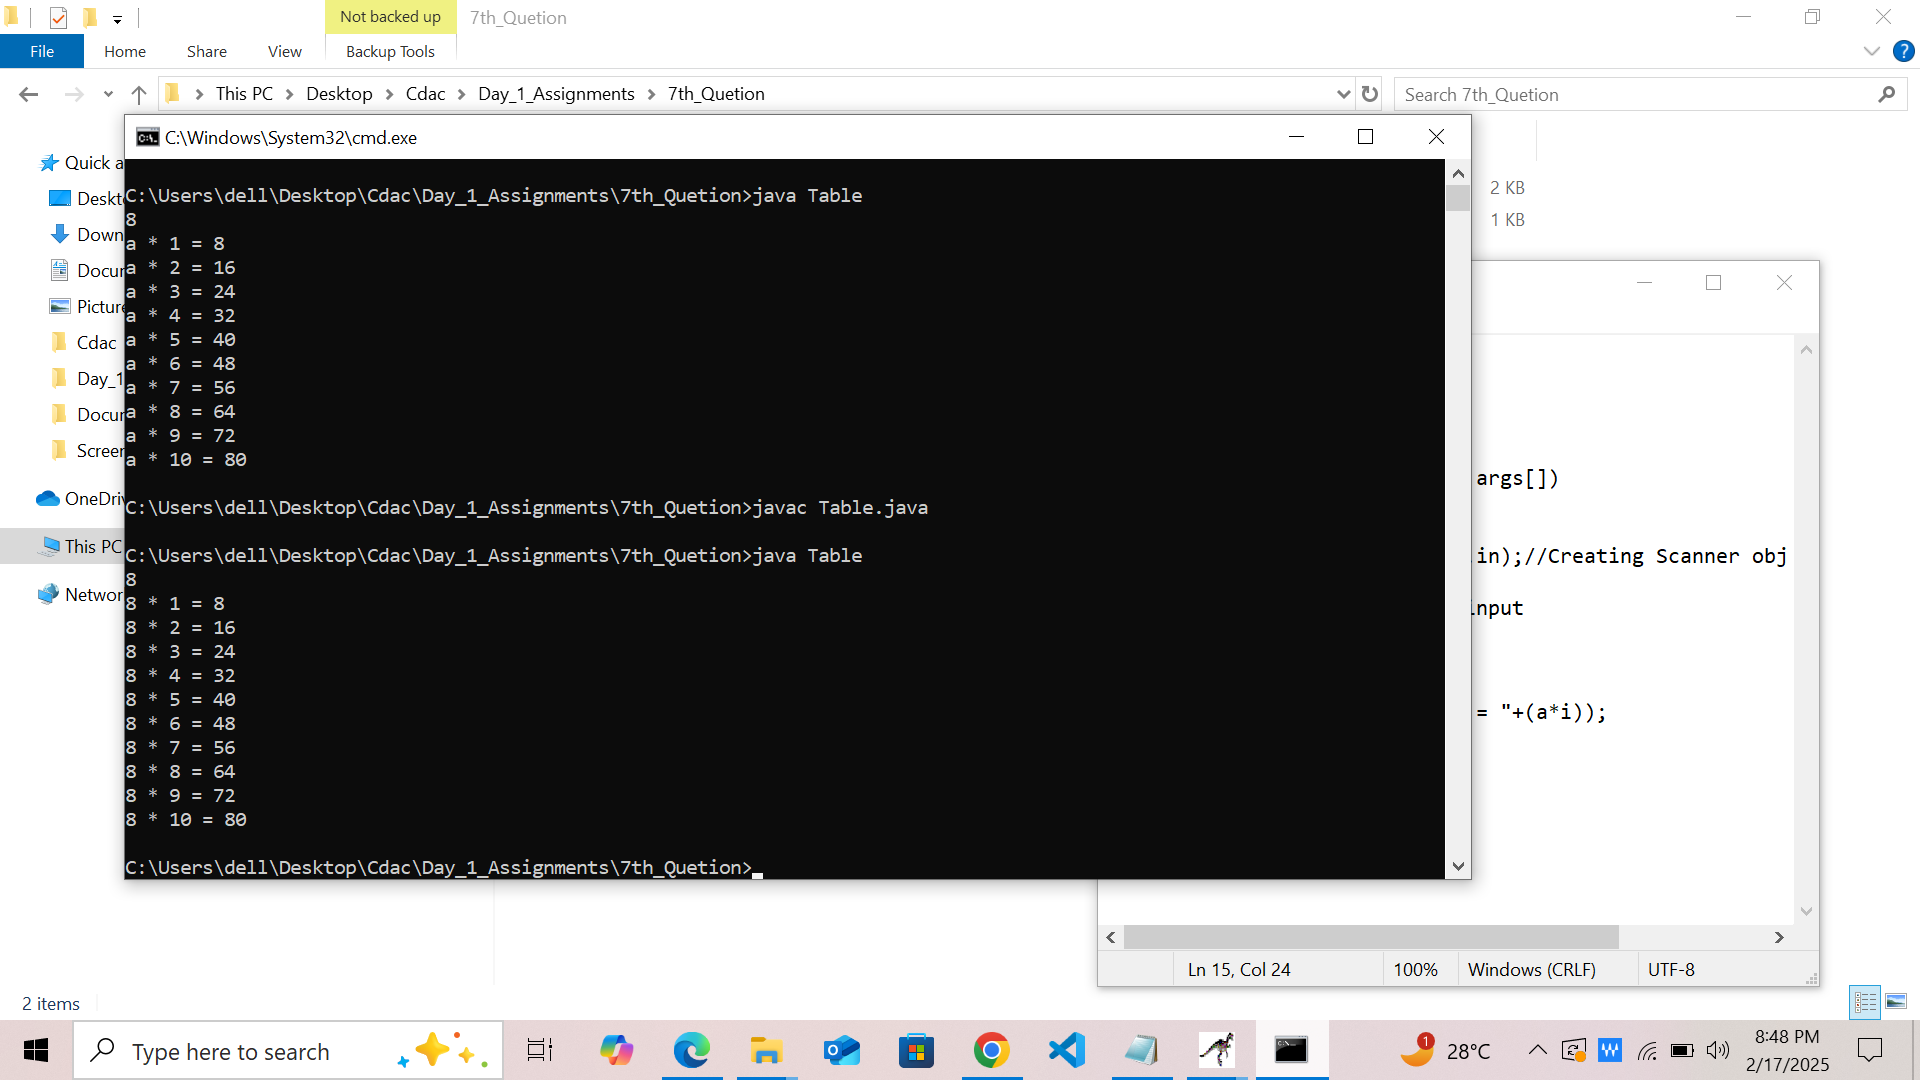 Not backed up
7th_Quetion
File
Home
Share
View
Backup Tools
This PC
Desktop
Cdac
Day_1_Assignments
7th_Quetion
Search 7th_Quetion
C:\Windows\System32\cmd.exe
Quick a
Deskt
Down
Docur
Picture
Cdac
Day_1
Docur
Screer
OneDriv
This PC
Networ
2 KB
1 KB
C:\Users\dell\Desktop\Cdac\Day_1_Assignments\7th_Quetion>java Table
8
a * 1 = 8
a * 2 = 16
a * 3 = 24
a * 4 = 32
a * 5 = 40
a * 6 = 48
a * 7 = 56
a * 8 = 64
a * 9 = 72
a * 10 = 80
C:\Users\dell\Desktop\Cdac\Day_1_Assignments\7th_Quetion>javac Table.java
C:\Users\dell\Desktop\Cdac\Day_1_Assignments\7th_Quetion>java Table
8
8 * 1 = 8
8 * 2 = 16
8 * 3 = 24
8 * 4 = 32
8 * 5 = 40
8 * 6 = 48
8 * 7 = 56
8 * 8 = 64
8 * 9 = 72
8 * 10 = 80
C:\Users\dell\Desktop\Cdac\Day_1_Assignments\7th_Quetion>
args[])
in);//Creating Scanner obj
input
= "+(a*i));
Ln 15, Col 24
100%
Windows (CRLF)
UTF-8
2 items
Type here to search
1
28°C
8:48 PM
2/17/2025